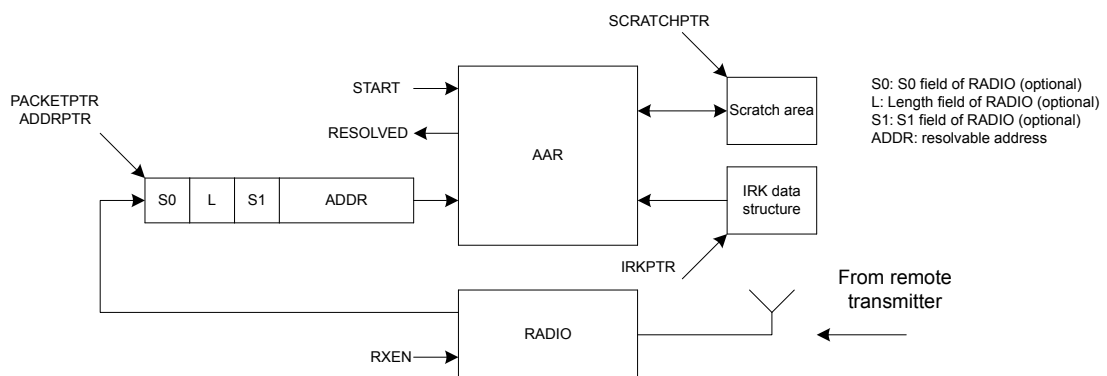 SCRATCHPTR
START
PACKETPTR
ADDRPTR
RESOLVED
AAR
Scratch area
S0: S0 field of RADIO (optional)
L: Length field of RADIO (optional)
S1: S1 field of RADIO (optional)
ADDR: resolvable address
S0
L
S1
ADDR
IRK data
structure
IRKPTR
From remote
transmitter
RADIO
RXEN